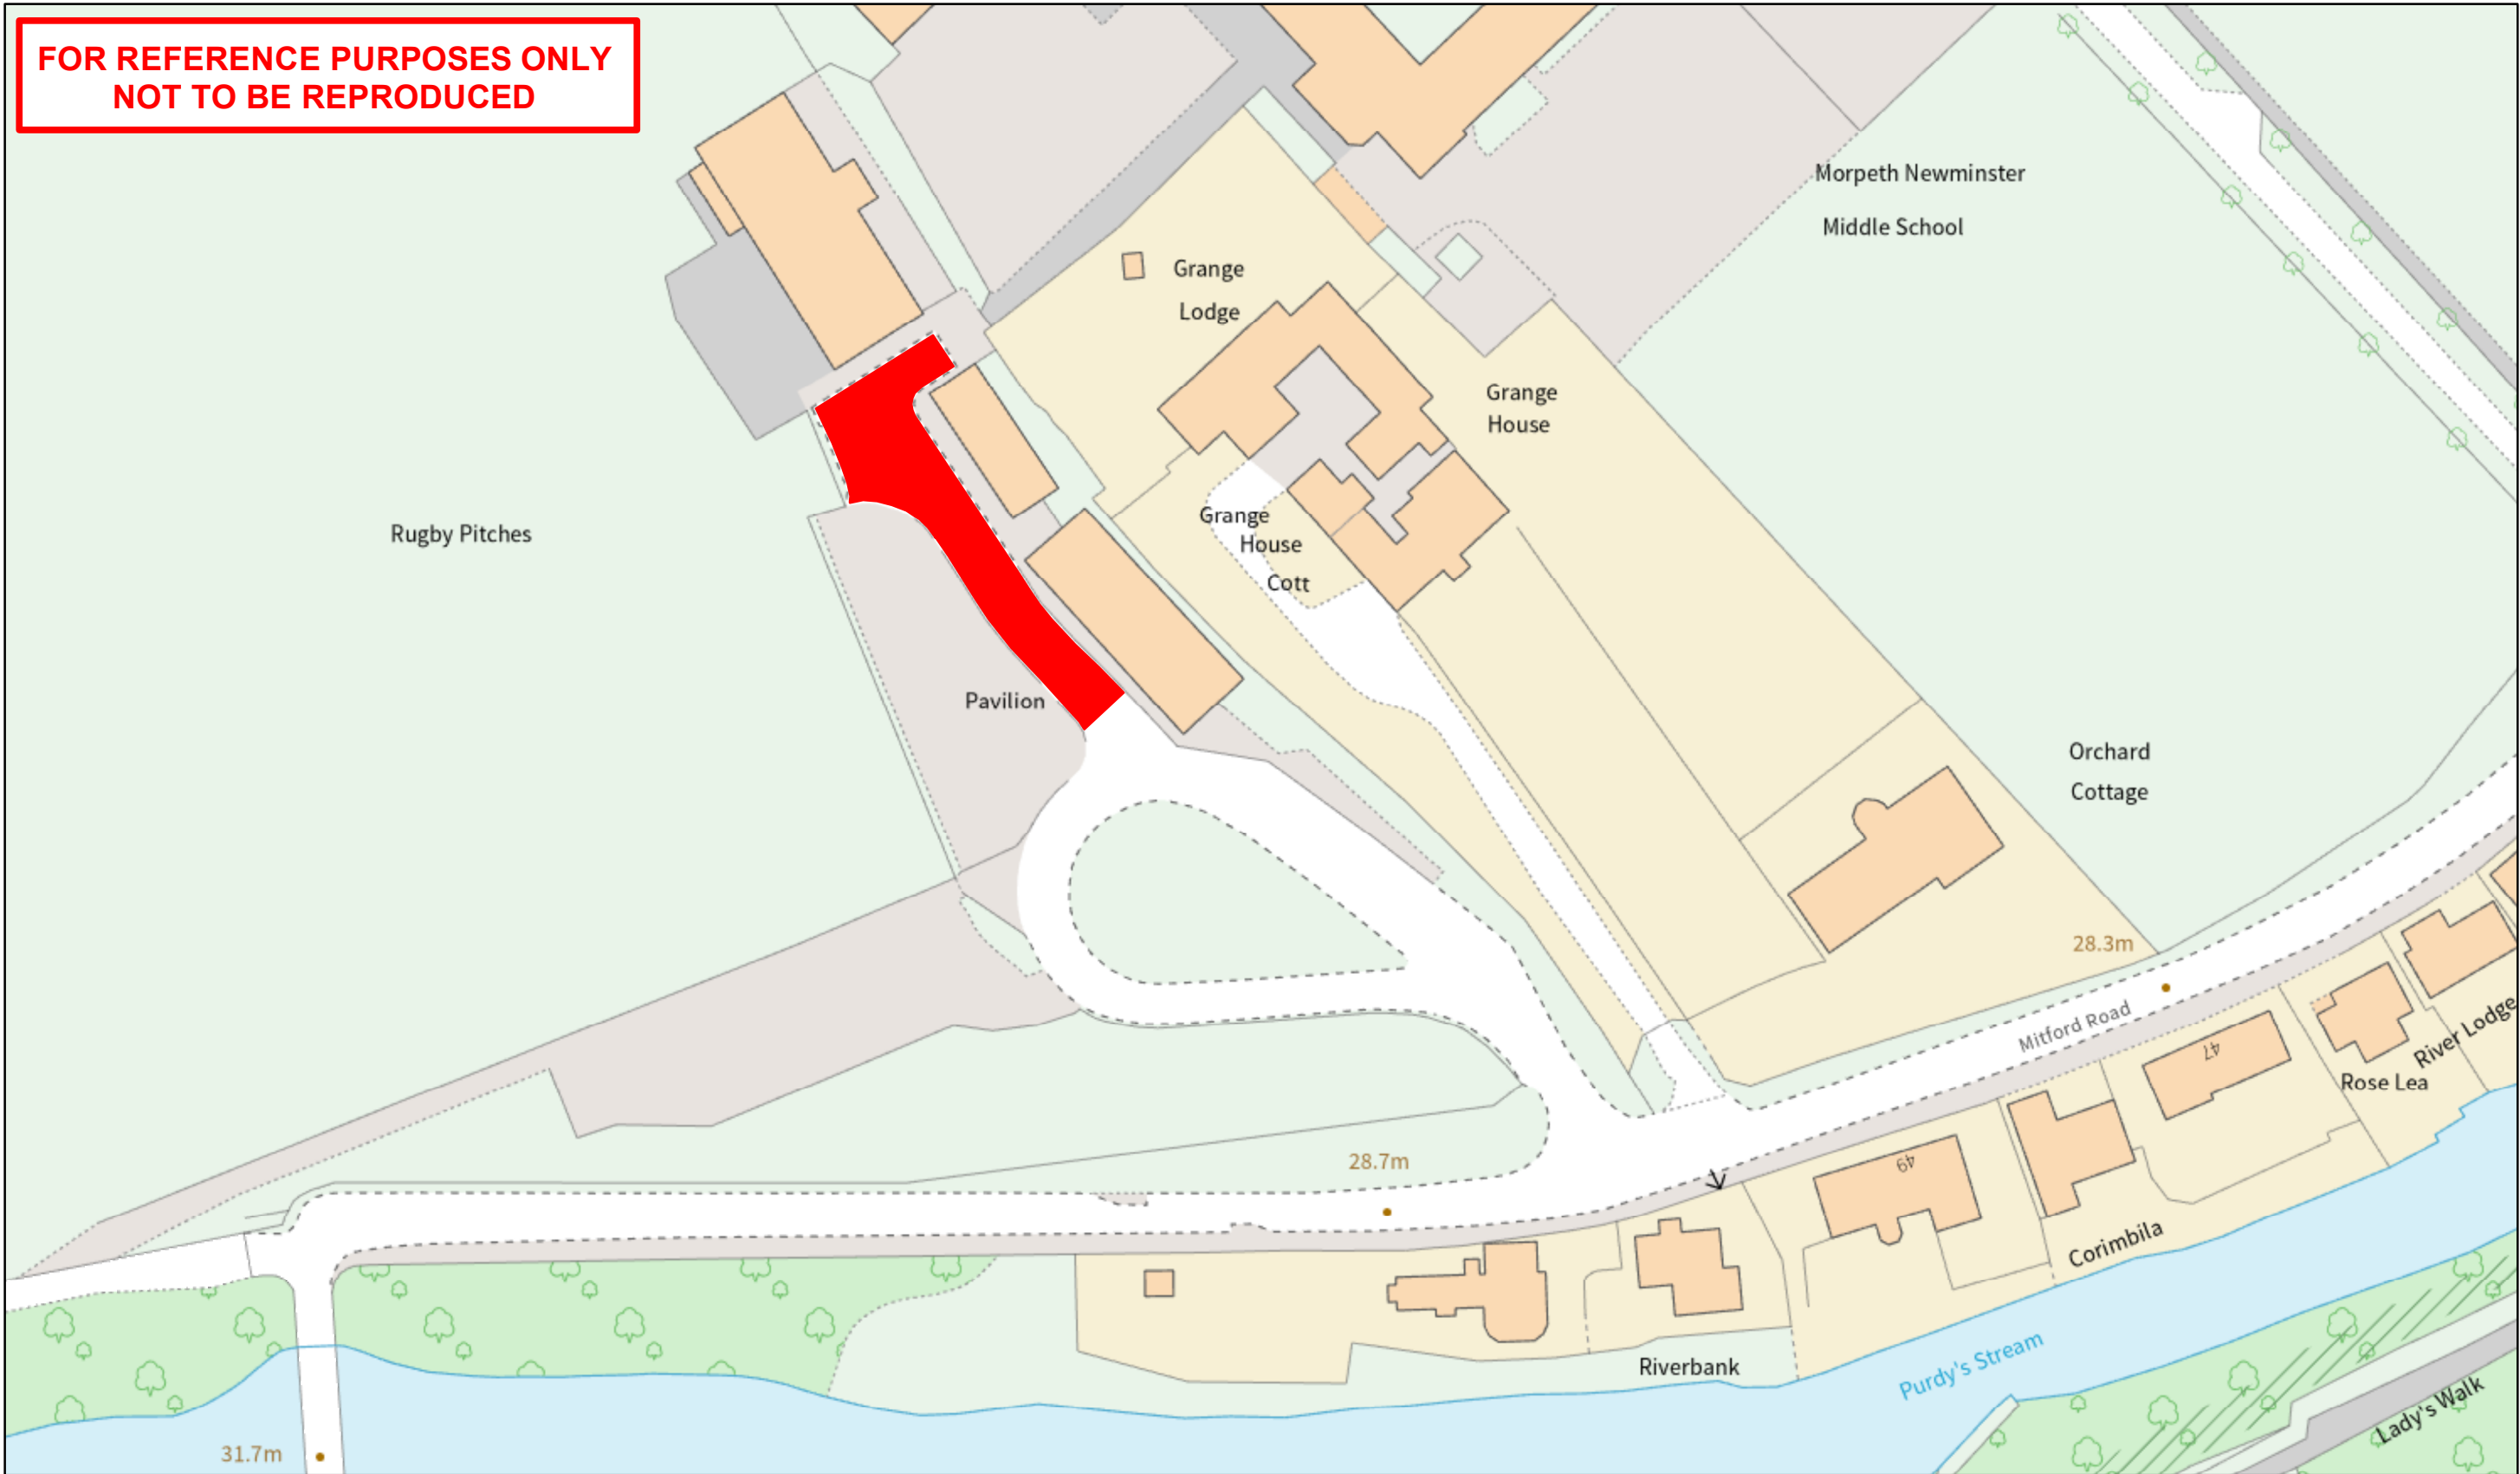 FOR REFERENCE PURPOSES ONLY
NOT TO BE REPRODUCED
Morpeth Newminster
Middle School
Grange
Lodge
Grange
House
Grange
House
Cott
Rugby Pitches
Pavilion
Orchard
Cottage
28.3m
Mitford Road
47
River Lodge
Rose Lea
28.7m
49
Corimbila
Riverbank
Purdy's Stream
Lady's Walk
31.7m